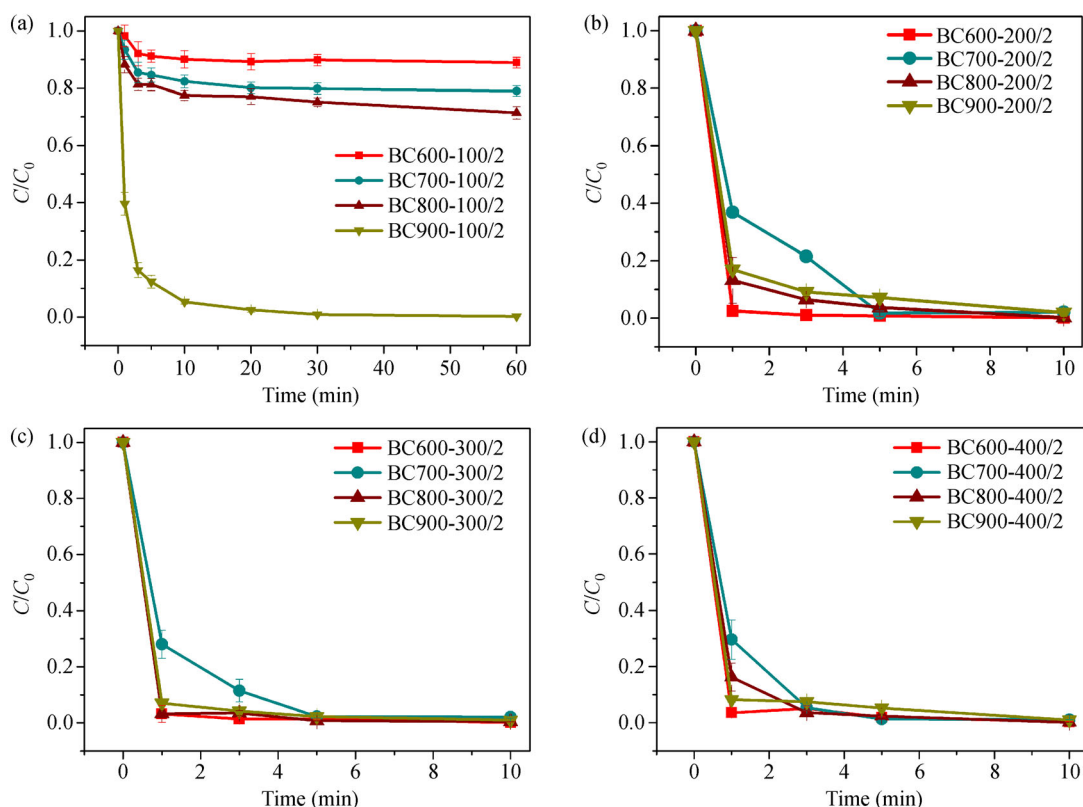 (a)
1.0
0.8
0.6
0.4
0.2
0.0
C/C0
BC600-100/2
BC700-100/2
BC800-100/2
BC900-100/2
0 10 20 30 40 50 60
Time (min)
(b)
1.0
0.8
0.6
0.4
0.2
0.0
C/C0
BC600-200/2
BC700-200/2
BC800-200/2
BC900-200/2
0 2 4 6 8 10
Time (min)
(c)
1.0
0.8
0.6
0.4
0.2
0.0
C/C0
BC600-300/2
BC700-300/2
BC800-300/2
BC900-300/2
0 2 4 6 8 10
Time (min)
(d)
1.0
0.8
0.6
0.4
0.2
0.0
C/C0
BC600-400/2
BC700-400/2
BC800-400/2
BC900-400/2
0 2 4 6 8 10
Time (min)